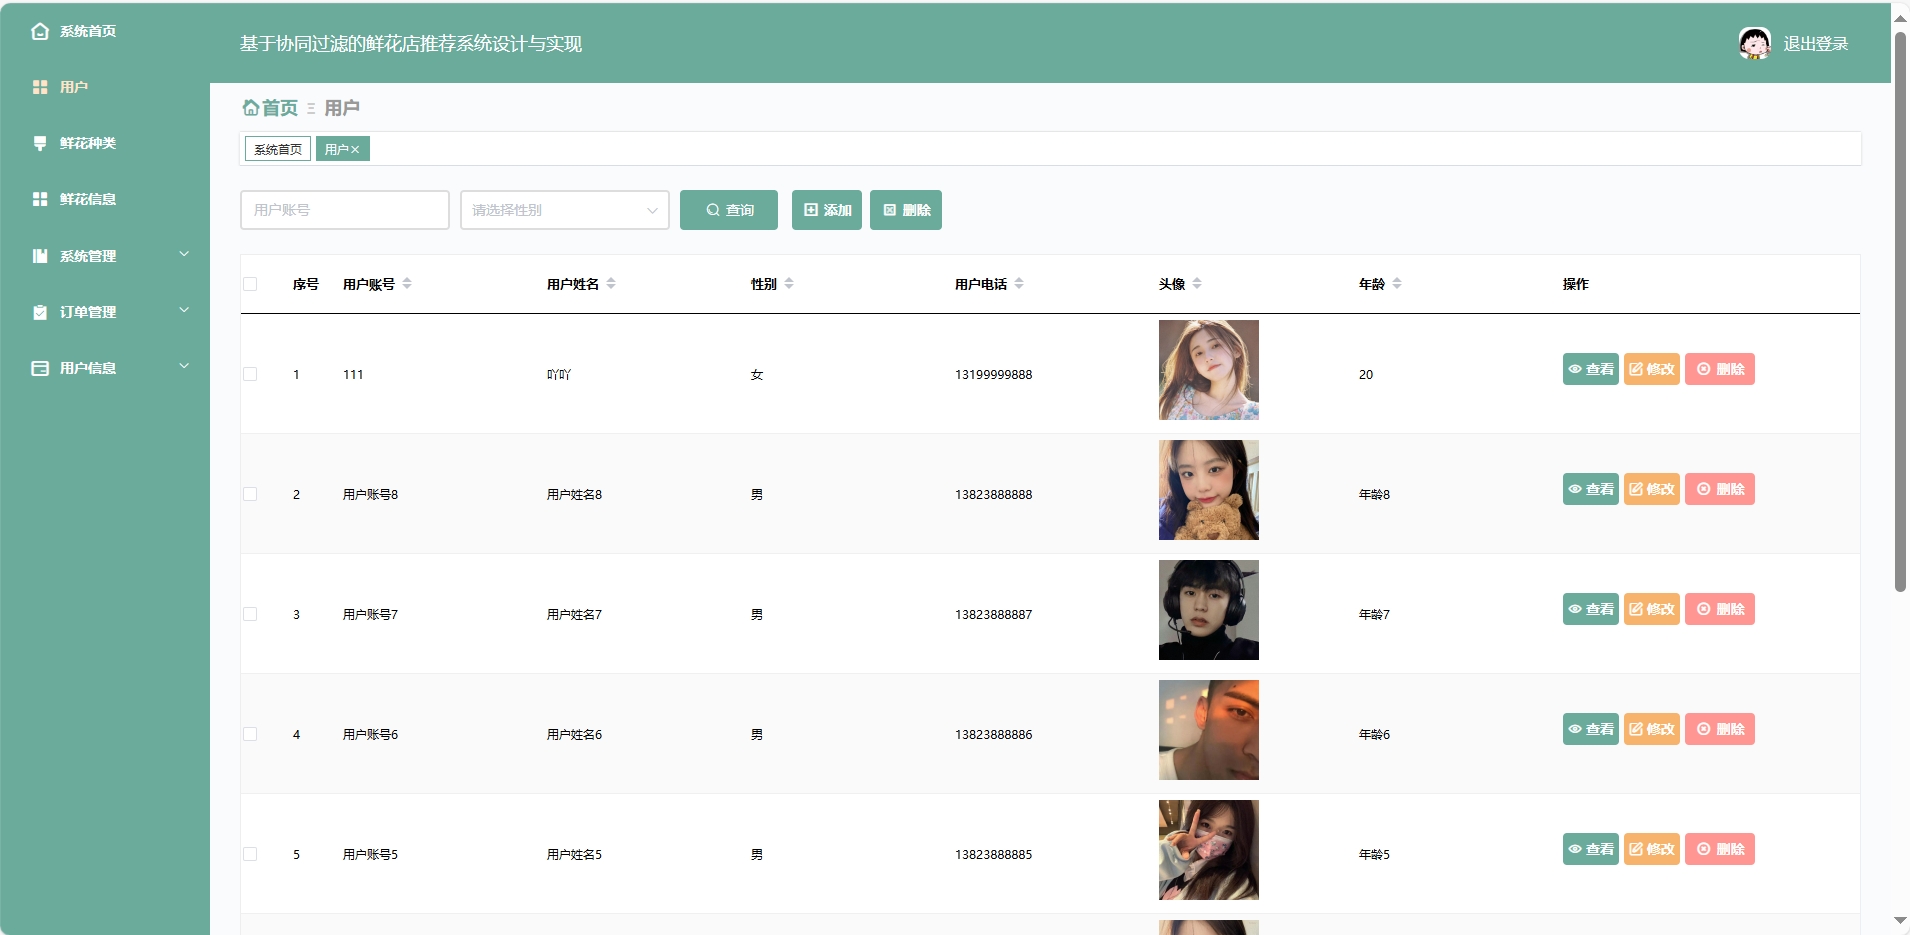 系统首页
用户
鲜花种类
鲜花信息
系统管理
订单管理
用户信息
基于协同过滤的鲜花店推荐系统设计与实现
退出登录
首页 用户
系统首页 用户×
用户账号 请选择性别 查询 添加 删除
序号 用户账号 用户姓名 性别 用户电话 头像 年龄 操作
1 111 吖吖 女 13199999888 20 查看 修改 删除
2 用户账号8 用户姓名8 男 13823888888 年龄8 查看 修改 删除
3 用户账号7 用户姓名7 男 13823888887 年龄7 查看 修改 删除
4 用户账号6 用户姓名6 男 13823888886 年龄6 查看 修改 删除
5 用户账号5 用户姓名5 男 13823888885 年龄5 查看 修改 删除